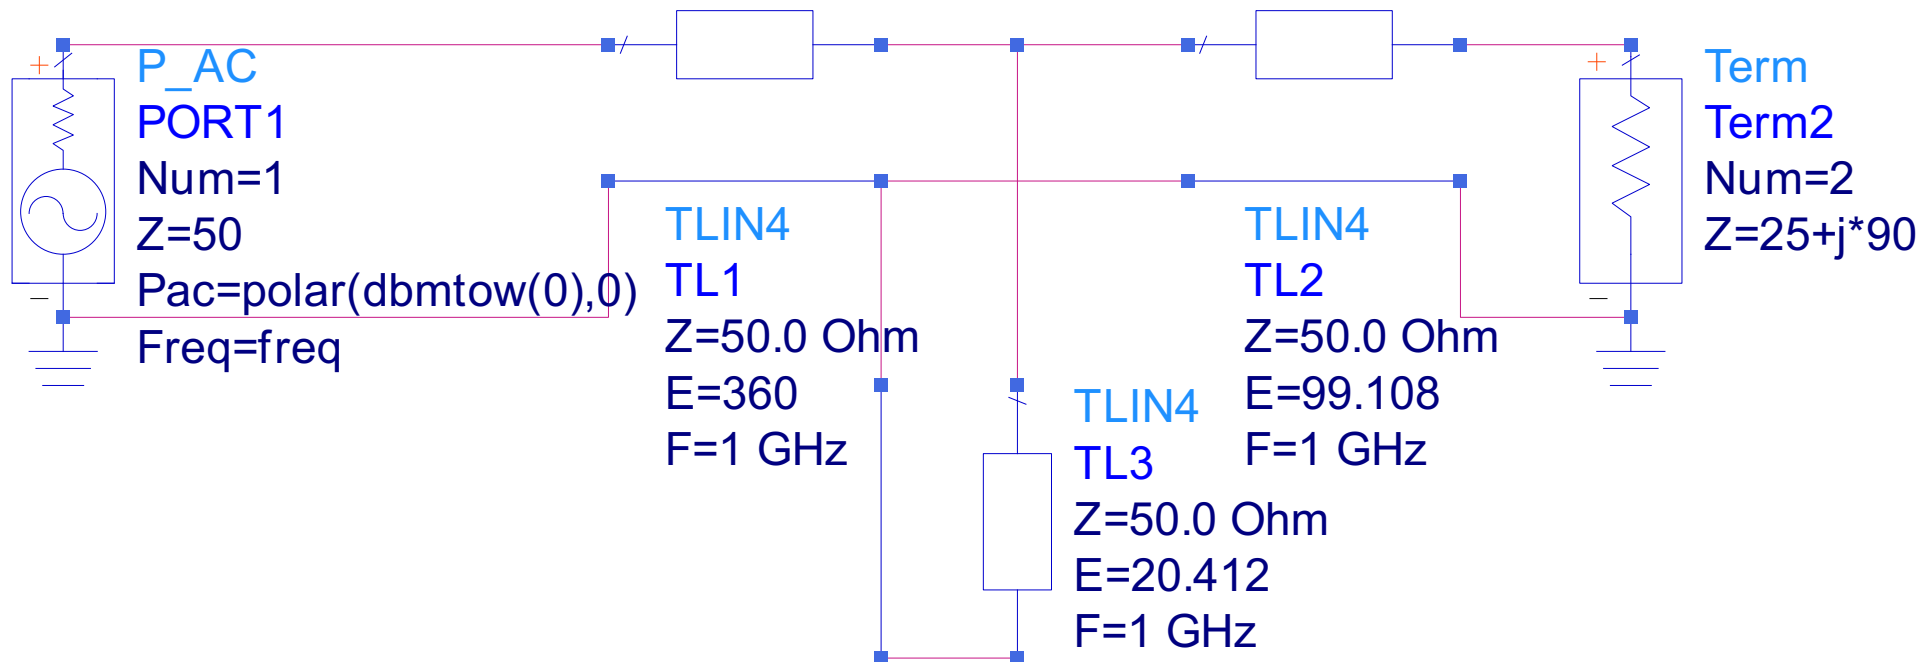 P_AC
PORT1
Num=1
Z=50
Pac=polar(dbmtow(0),0)
Freq=freq
TLIN4
TL1
Z=50.0 Ohm
E=360
F=1 GHz
TLIN4
TL3
Z=50.0 Ohm
E=20.412
F=1 GHz
TLIN4
TL2
Z=50.0 Ohm
E=99.108
F=1 GHz
Term
Term2
Num=2
Z=25+j*90